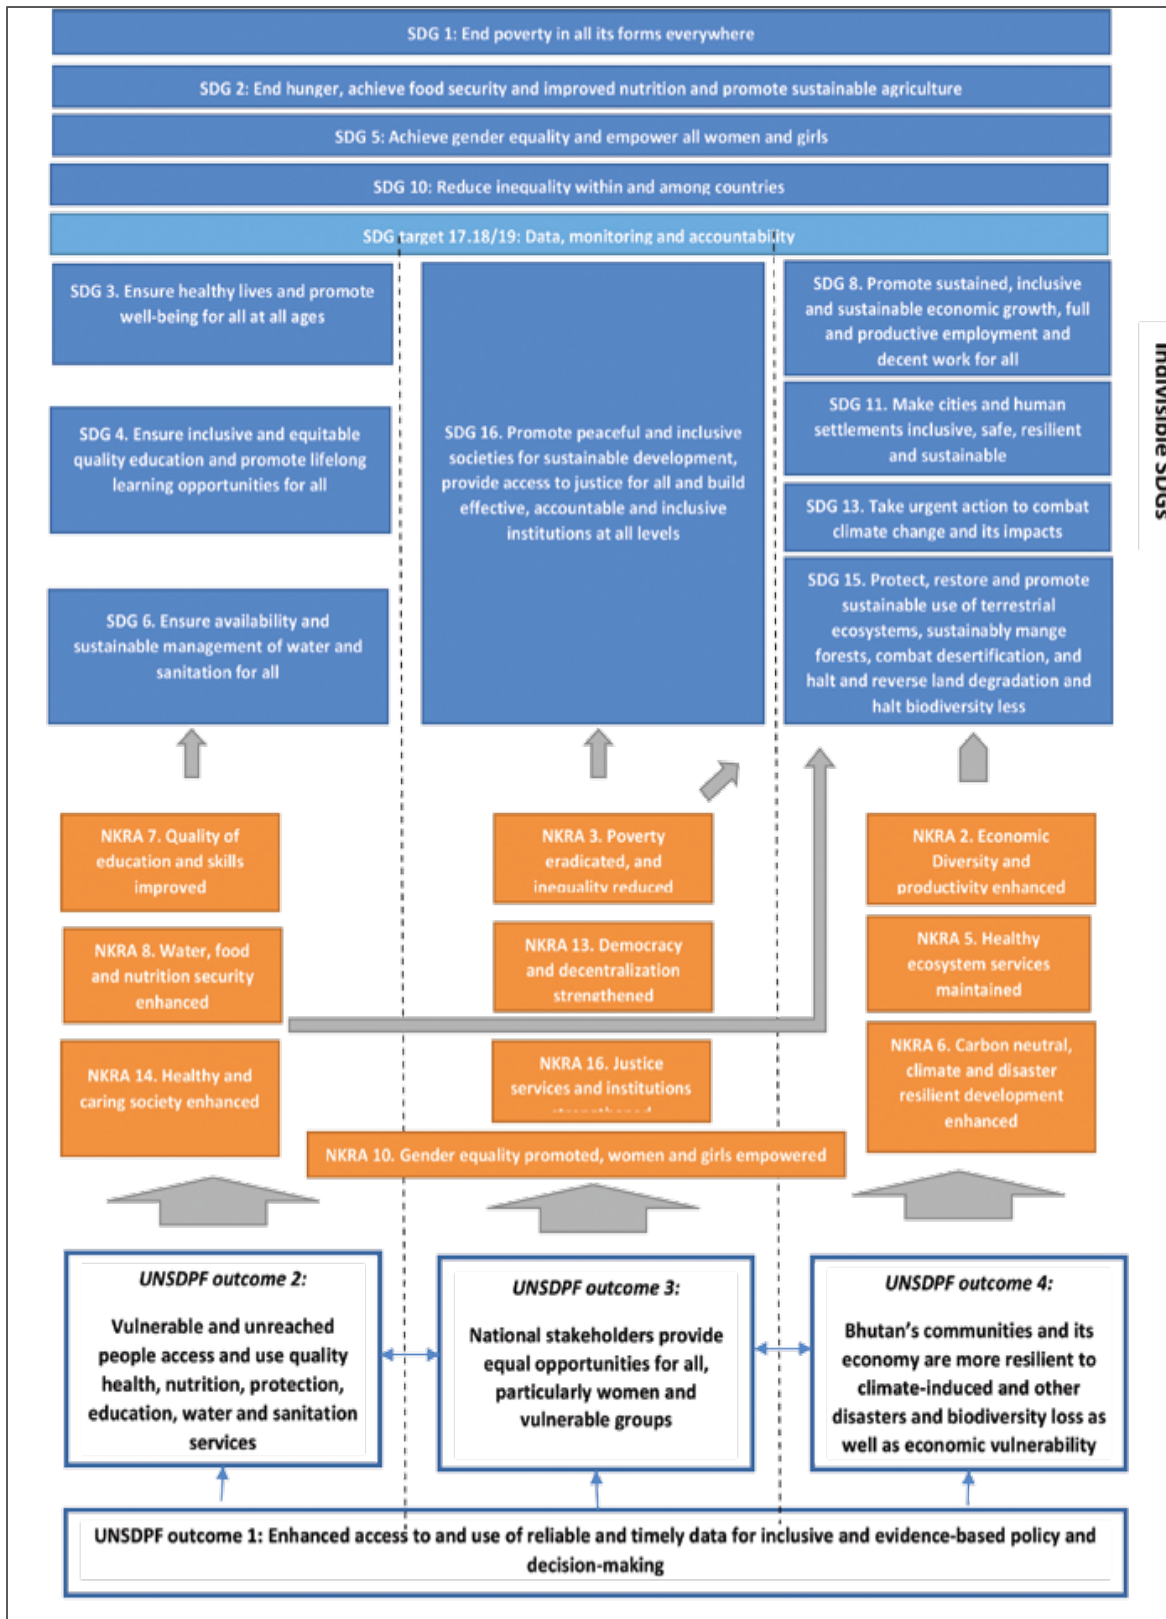 SDG 1: End poverty in all its forms everywhere
SDG 2: End hunger, achieve food security and improved nutrition and promote sustainable agriculture
SDG 5: Achieve gender equality and empower all women and girls
SDG 10: Reduce inequality within and among countries
SDG target 17.18/19: Data, monitoring and accountability
SDG 3. Ensure healthy lives and promote
well-being for all at all ages
SDG 4. Ensure inclusive and equitable
quality education and promote lifelong
learning opportunities for all
SDG 6. Ensure availability and
sustainable management of water and
sanitation for all
SDG 16. Promote peaceful and inclusive
societies for sustainable development,
provide access to justice for all and build
effective, accountable and inclusive
institutions at all levels
SDG 8. Promote sustained, inclusive
and sustainable economic growth, full
and productive employment and
decent work for all
SDG 11. Make cities and human
settlements inclusive, safe, resilient
and sustainable
SDG 13. Take urgent action to combat
climate change and its impacts
SDG 15. Protect, restore and promote
sustainable use of terrestrial
ecosystems, sustainably mange
forests, combat desertification, and
halt and reverse land degradation and
halt biodiversity less
Indivisible SDGs
NKRA 7. Quality of
education and skills
improved
NKRA 8. Water, food
and nutrition security
enhanced
NKRA 14. Healthy and
caring society enhanced
NKRA 3. Poverty
eradicated, and
inequality reduced
NKRA 13. Democracy
and decentralization
strengthened
NKRA 16. Justice
services and institutions
strengthened
NKRA 2. Economic
Diversity and
productivity enhanced
NKRA 5. Healthy
ecosystem services
maintained
NKRA 6. Carbon neutral,
climate and disaster
resilient development
enhanced
NKRA 10. Gender equality promoted, women and girls empowered
UNSDPF outcome 2:
Vulnerable and unreached
people access and use quality
health, nutrition, protection,
education, water and sanitation
services
UNSDPF outcome 3:
National stakeholders provide
equal opportunities for all,
particularly women and
vulnerable groups
UNSDPF outcome 4:
Bhutan's communities and its
economy are more resilient to
climate-induced and other
disasters and biodiversity loss as
well as economic vulnerability
UNSDPF outcome 1: Enhanced access to and use of reliable and timely data for inclusive and evidence-based policy and
decision-making